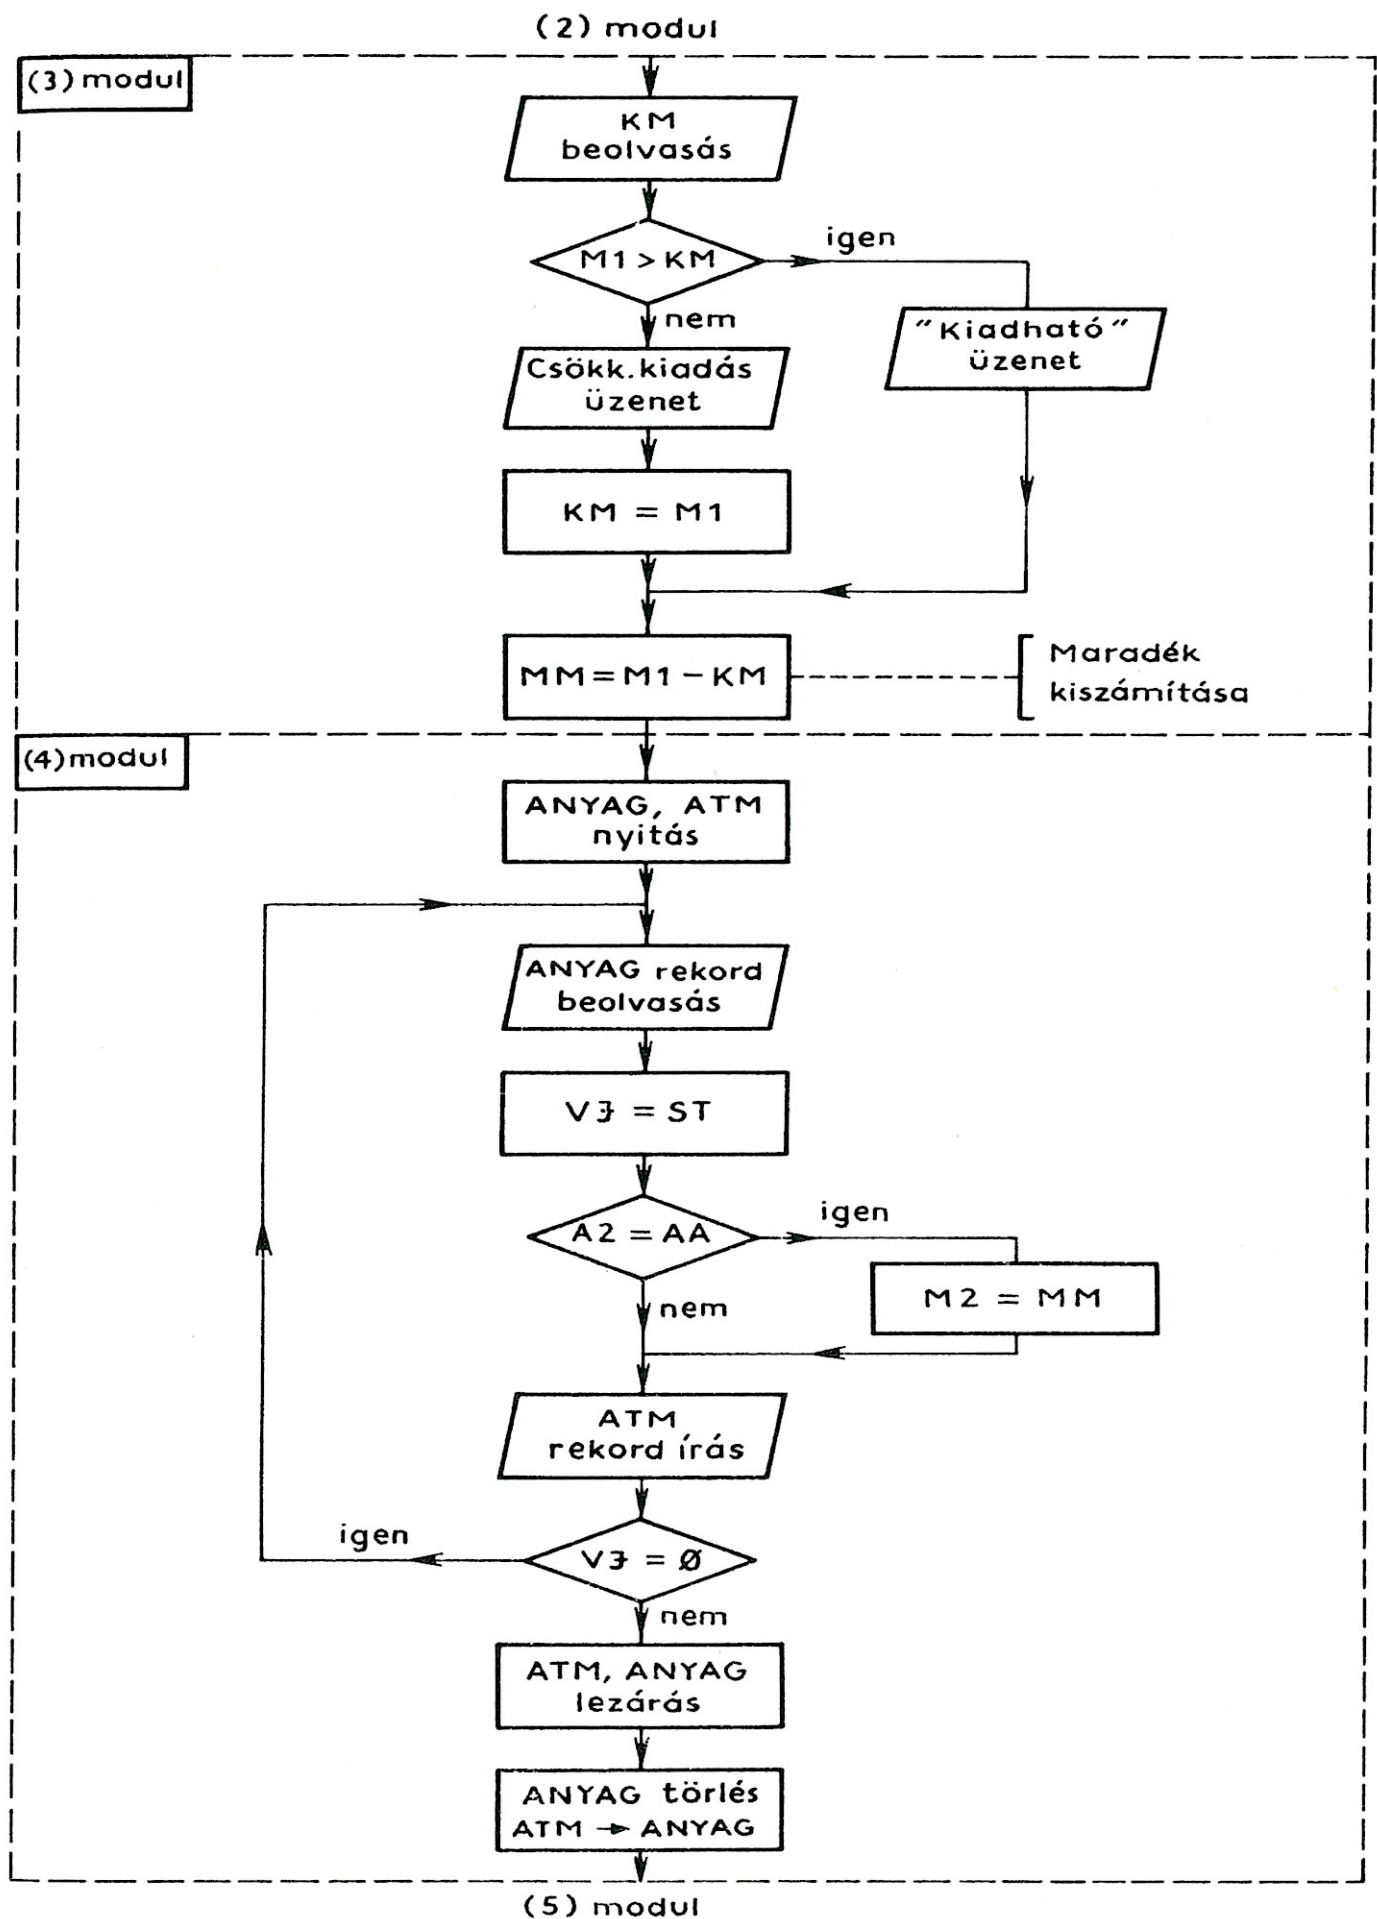 (2) modul
(3) modul
KM
beolvasás
M1 > KM
igen
nem
"Kiadható"
üzenet
Csökk. kiadás
üzenet
KM = M1
MM = M1 - KM
Maradék
kiszámítása
(4) modul
ANYAG, ATM
nyitás
ANYAG rekord
beolvasás
VJ = ST
A2 = AA
igen
M2 = MM
nem
ATM
rekord írás
igen
VJ = Ø
nem
ATM, ANYAG
lezárás
ANYAG törlés
ATM → ANYAG
(5) modul